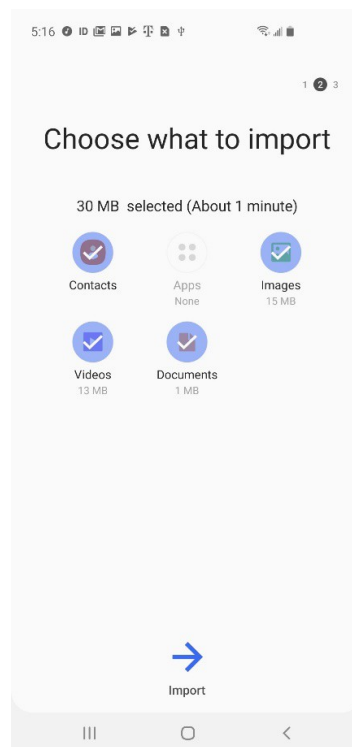 5:16 ID
1 2 3
Choose what to import
30 MB selected (About 1 minute)
Contacts Apps Images
None 15 MB
Videos Documents
13 MB 1 MB
Import